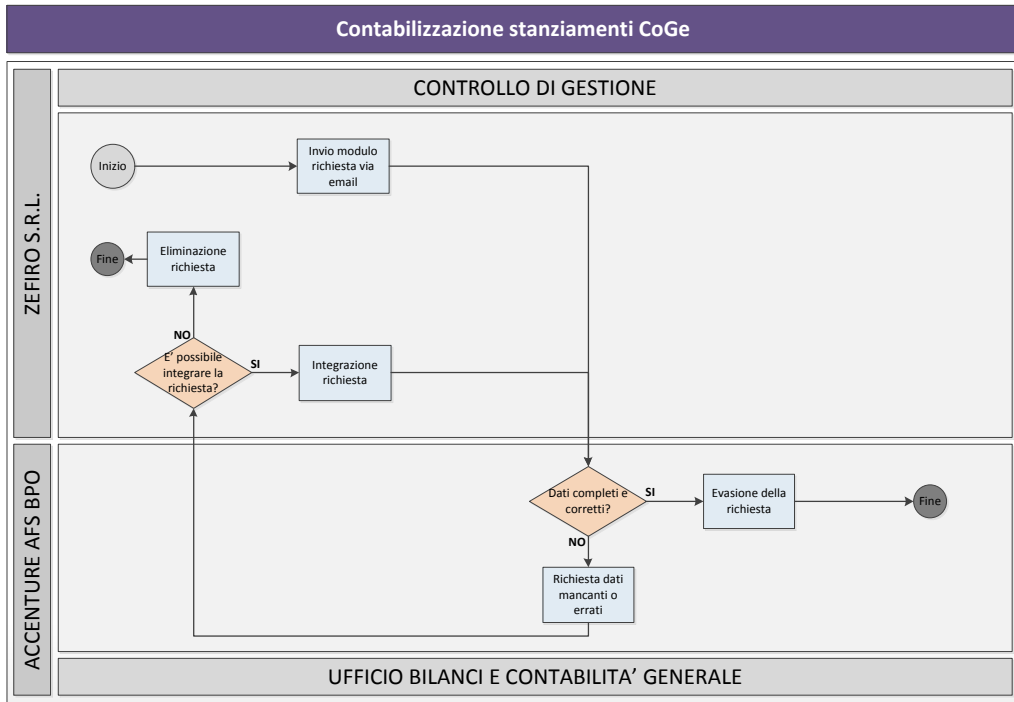 Contabilizzazione stanziamenti CoGe
CONTROLLO DI GESTIONE
ZEFIRO S.R.L.
Inizio
Invio modulo
richiesta via
email
Fine
Eliminazione
richiesta
NO
E' possibile
integrare la
richiesta?
SI
Integrazione
richiesta
ACCENTURE AFS BPO
Dati completi e
corretti?
SI
Evasione della
richiesta
Fine
NO
Richiesta dati
mancanti o
errati
UFFICIO BILANCI E CONTABILITA' GENERALE